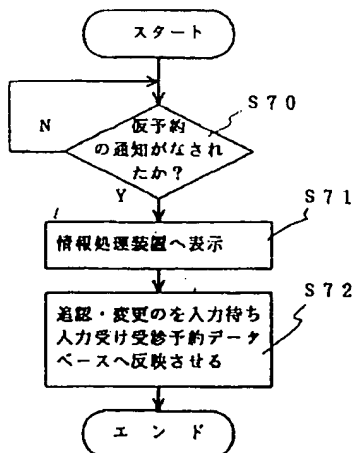 スタート
S70
仮予約
の通知がなされ
たか？
N
Y
S71
情報処理装置へ表示
S72
追認・変更のを入力待ち
入力受け受診予約データ
ベースへ反映させる
エンド